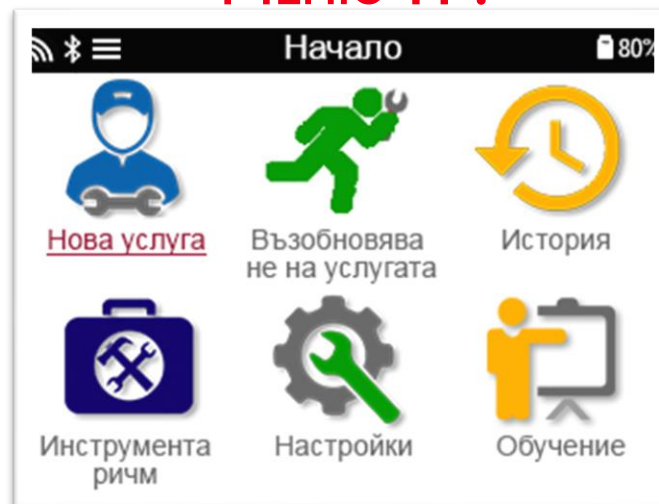 Начало
80%
Нова услуга
Възобновява
не на услугата
История
Инструмента
ричм
Настройки
Обучение